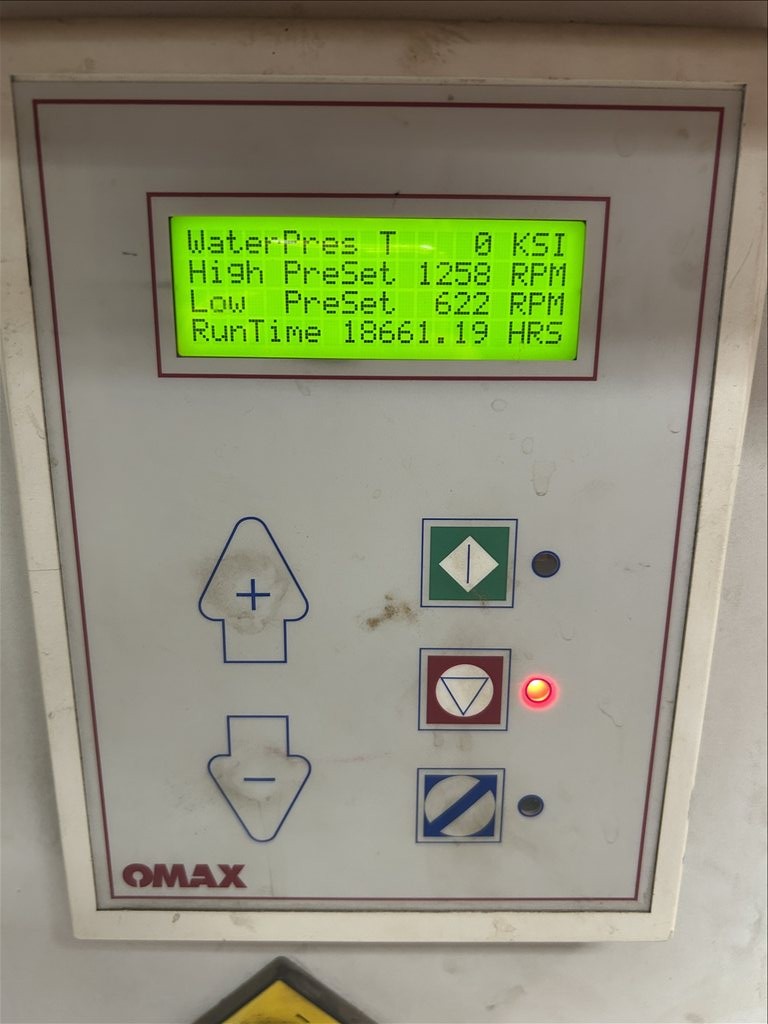 WaterPres T 0 KSI
High PreSet 1258 RPM
Low PreSet 622 RPM
RunTime 18661.19 HRS
+
−
OMAX